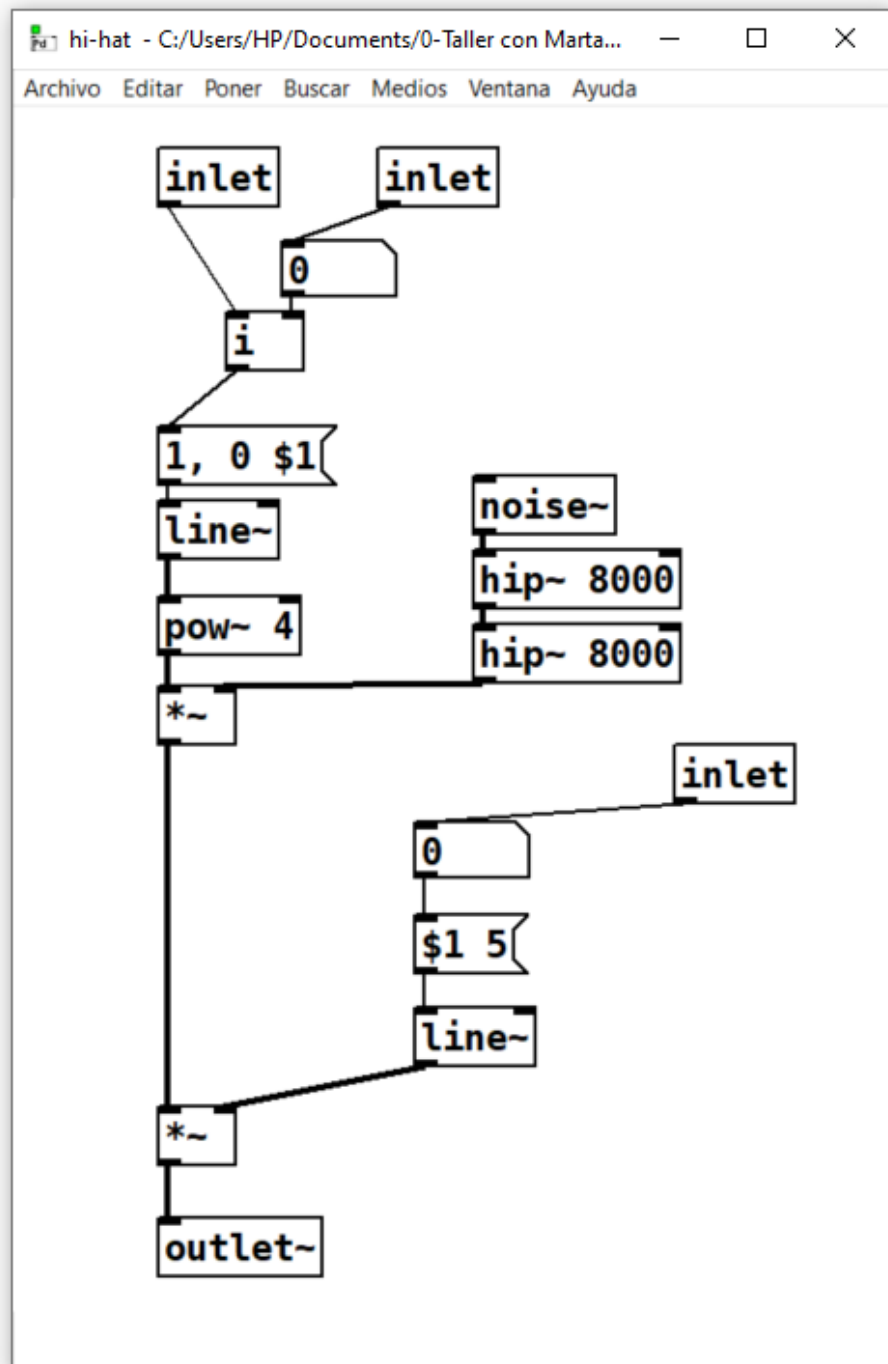 hi-hat - C:/Users/HP/Documents/0-Taller con Marta...
Archivo Editar Poner Buscar Medios Ventana Ayuda
inlet inlet
0
i
1, 0 $1
noise~
line~
hip~ 8000
pow~ 4
hip~ 8000
*~
inlet
0
$1 5
line~
*~
outlet~